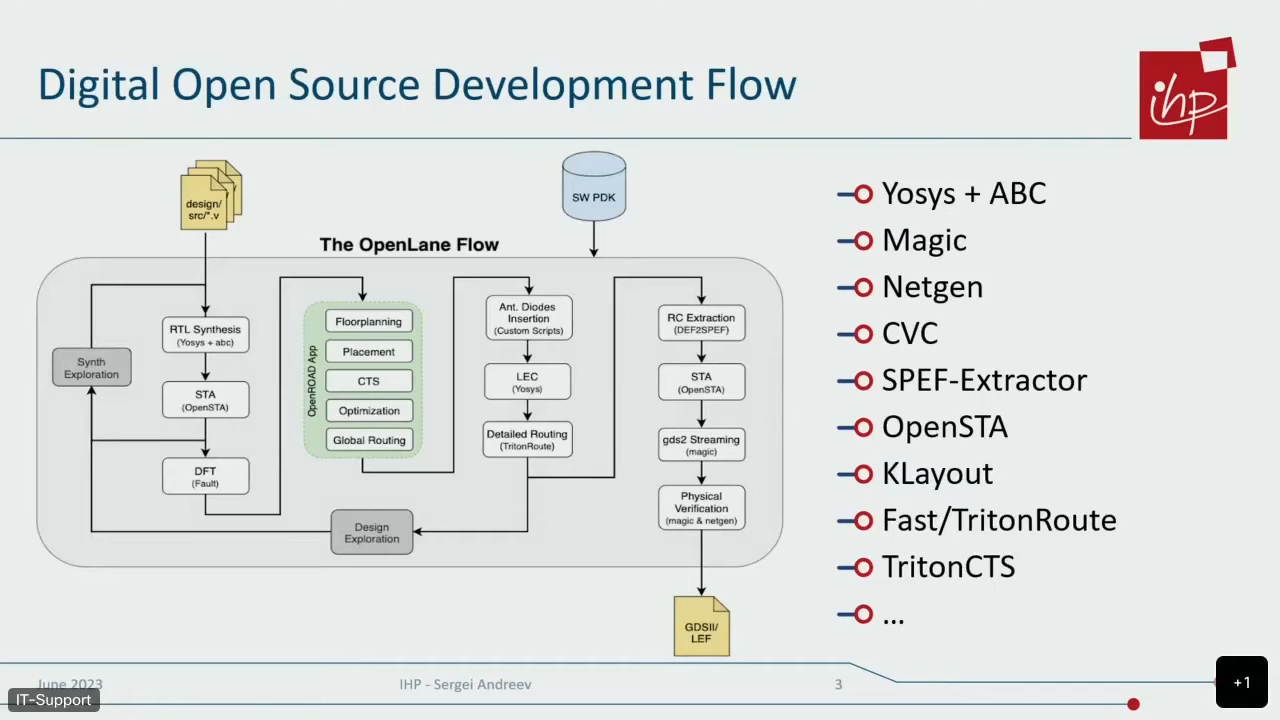 Digital Open Source Development Flow
ihp
design/
src/*.v
SW PDK
The OpenLane Flow
Synth
Exploration
RTL Synthesis
(Yosys + abc)
STA
(OpenSTA)
DFT
(Fault)
OpenROAD App
Floorplanning
Placement
CTS
Optimization
Global Routing
Design
Exploration
Ant. Diodes
Insertion
(Custom Scripts)
LEC
(Yosys)
Detailed Routing
(TritonRoute)
RC Extraction
(DEF2SPEF)
STA
(OpenSTA)
gds2 Streaming
(magic)
Physical
Verification
(magic & netgen)
GDSII/
LEF
Yosys + ABC
Magic
Netgen
CVC
SPEF-Extractor
OpenSTA
KLayout
Fast/TritonRoute
TritonCTS
...
June 2023
IHP - Sergei Andreev
3
IT-Support
+1